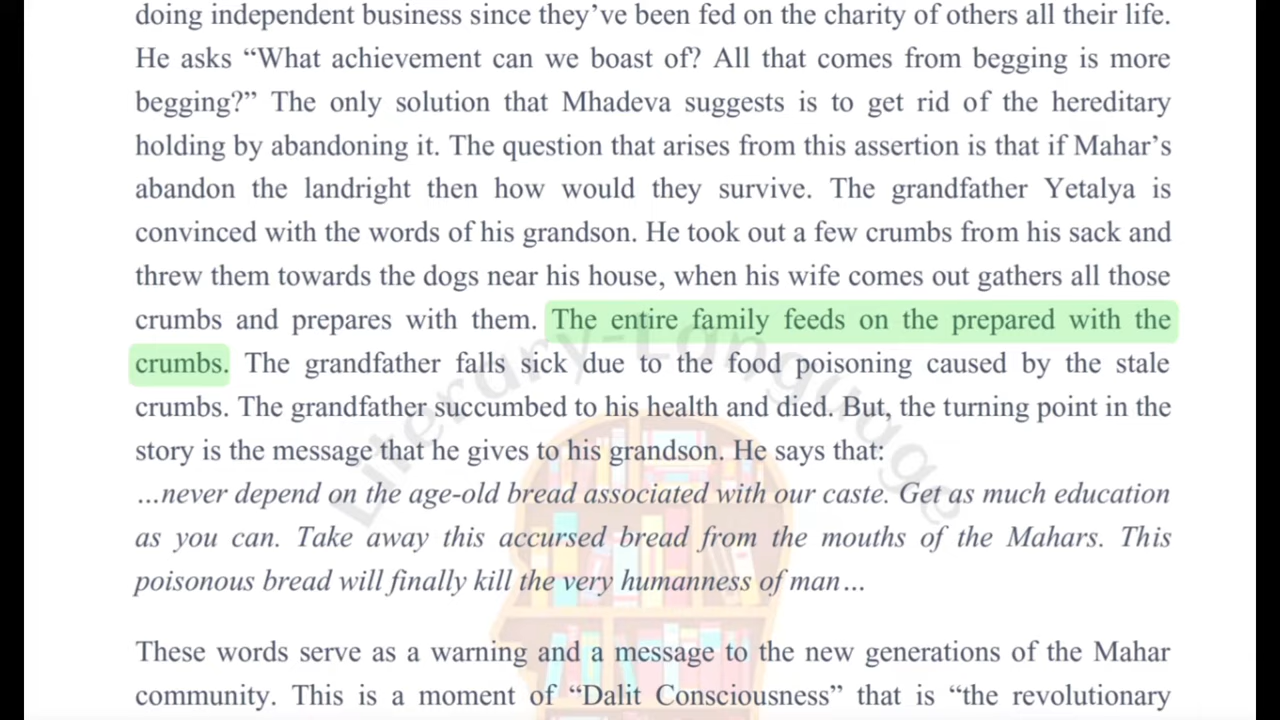 doing independent business since they’ve been fed on the charity of others all their life.
He asks “What achievement can we boast of? All that comes from begging is more
begging?” The only solution that Mhadeva suggests is to get rid of the hereditary
holding by abandoning it. The question that arises from this assertion is that if Mahar’s
abandon the landright then how would they survive. The grandfather Yetalya is
convinced with the words of his grandson. He took out a few crumbs from his sack and
threw them towards the dogs near his house, when his wife comes out gathers all those
crumbs and prepares with them. The entire family feeds on the prepared with the
crumbs. The grandfather falls sick due to the food poisoning caused by the stale
crumbs. The grandfather succumbed to his health and died. But, the turning point in the
story is the message that he gives to his grandson. He says that:
...never depend on the age-old bread associated with our caste. Get as much education
as you can. Take away this accursed bread from the mouths of the Mahars. This
poisonous bread will finally kill the very humanness of man...
These words serve as a warning and a message to the new generations of the Mahar
community. This is a moment of “Dalit Consciousness” that is “the revolutionary
Literary-Language